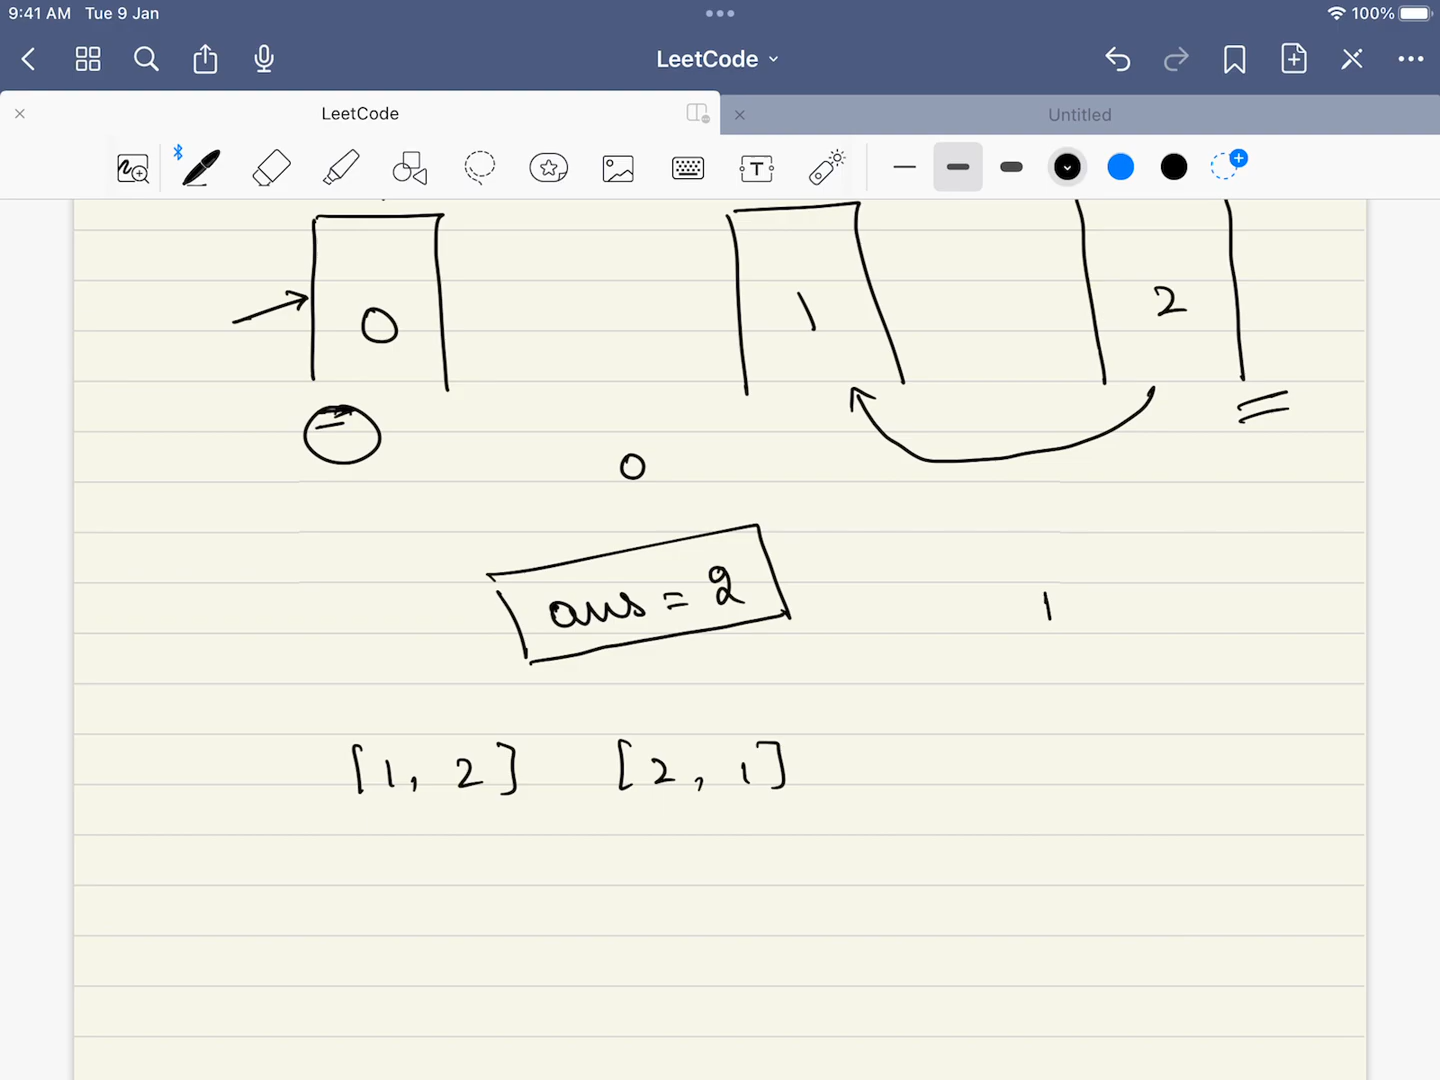 9:41 AM Tue 9 Jan 100%
LeetCode
LeetCode Untitled
T
0 1 2
0
ans = 2
1
[1, 2] [2, 1]